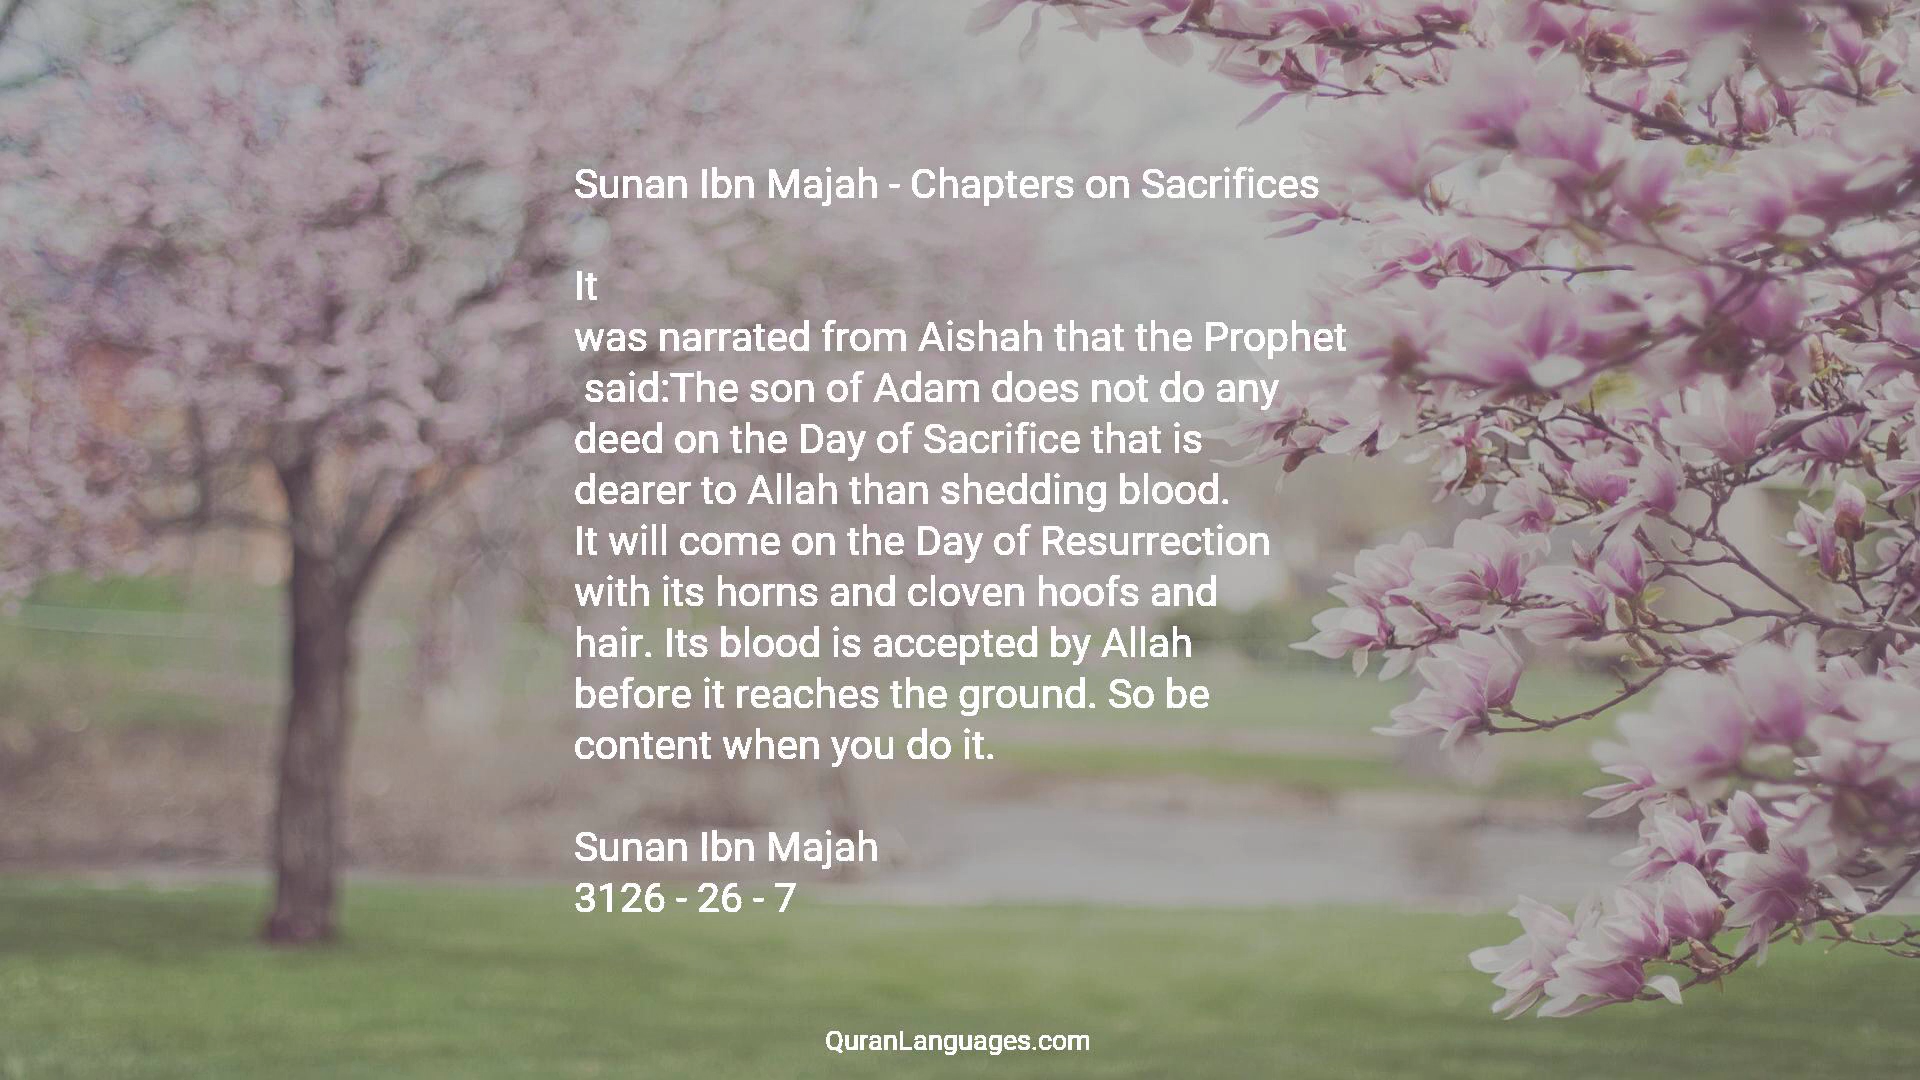 Sunan Ibn Majah - Chapters on Sacrifices
It
was narrated from Aishah that the Prophet
said:The son of Adam does not do any
deed on the Day of Sacrifice that is
dearer to Allah than shedding blood.
It will come on the Day of Resurrection
with its horns and cloven hoofs and
hair. Its blood is accepted by Allah
before it reaches the ground. So be
content when you do it.
Sunan Ibn Majah
3126 - 26 - 7
QuranLanguages.com